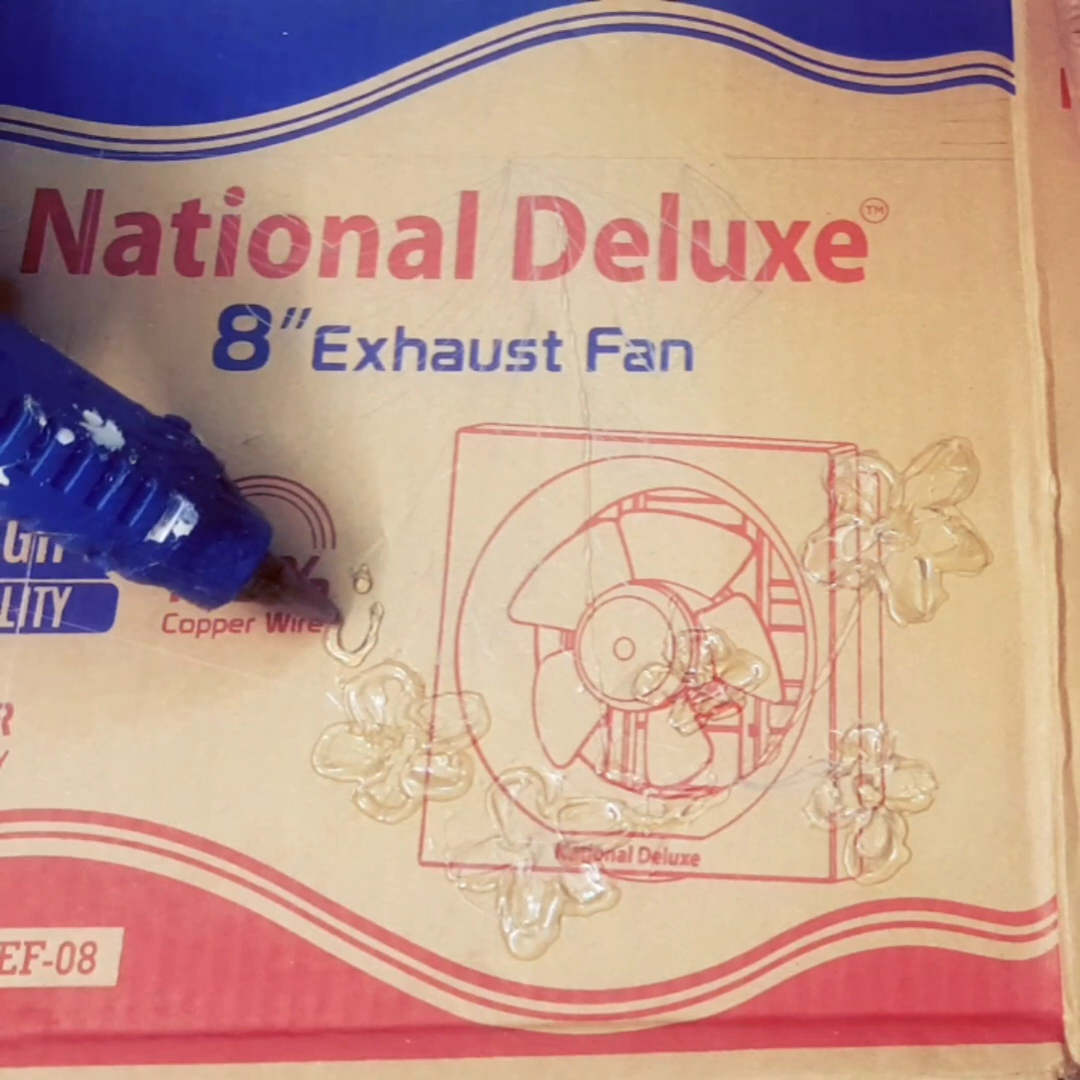 National Deluxe™
8" Exhaust Fan
LITY
Copper Wire
R
Y
National Deluxe
EF-08